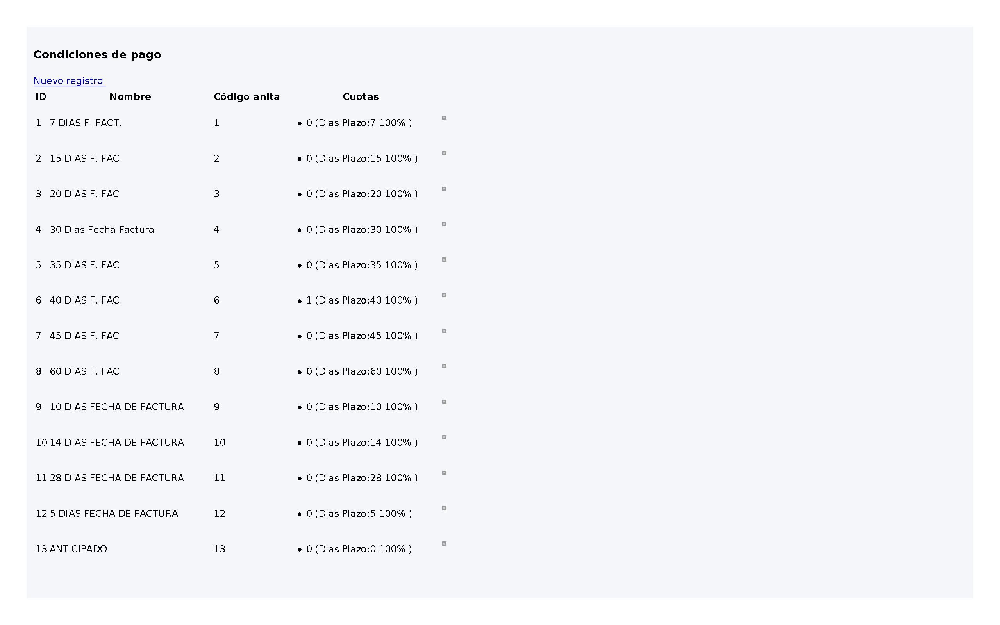 Condiciones de pago
Nuevo registro
ID Nombre Código anita Cuotas
1 7 DIAS F. FACT. 1 • 0 (Dias Plazo:7 100% )
2 15 DIAS F. FAC. 2 • 0 (Dias Plazo:15 100% )
3 20 DIAS F. FAC 3 • 0 (Dias Plazo:20 100% )
4 30 Dias Fecha Factura 4 • 0 (Dias Plazo:30 100% )
5 35 DIAS F. FAC 5 • 0 (Dias Plazo:35 100% )
6 40 DIAS F. FAC. 6 • 1 (Dias Plazo:40 100% )
7 45 DIAS F. FAC 7 • 0 (Dias Plazo:45 100% )
8 60 DIAS F. FAC. 8 • 0 (Dias Plazo:60 100% )
9 10 DIAS FECHA DE FACTURA 9 • 0 (Dias Plazo:10 100% )
10 14 DIAS FECHA DE FACTURA 10 • 0 (Dias Plazo:14 100% )
11 28 DIAS FECHA DE FACTURA 11 • 0 (Dias Plazo:28 100% )
12 5 DIAS FECHA DE FACTURA 12 • 0 (Dias Plazo:5 100% )
13 ANTICIPADO 13 • 0 (Dias Plazo:0 100% )